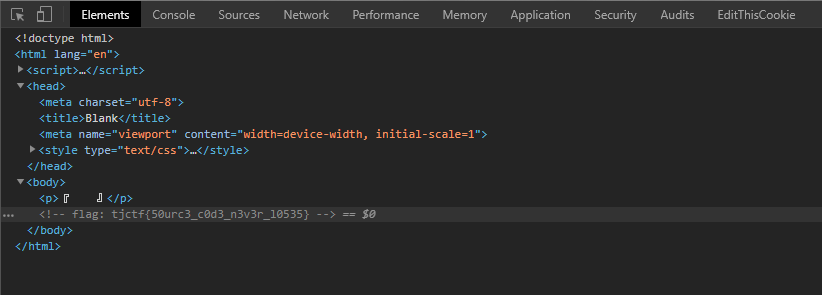 Elements Console Sources Network Performance Memory Application Security Audits EditThisCookie
<!doctype html>
<html lang="en">
<script>…</script>
<head>
<meta charset="utf-8">
<title>Blank</title>
<meta name="viewport" content="width=device-width, initial-scale=1">
<style type="text/css">…</style>
</head>
<body>
<p>『 』</p>
... <!-- flag: tjctf{50urc3_c0d3_n3v3r_l0535} --> == $0
</body>
</html>